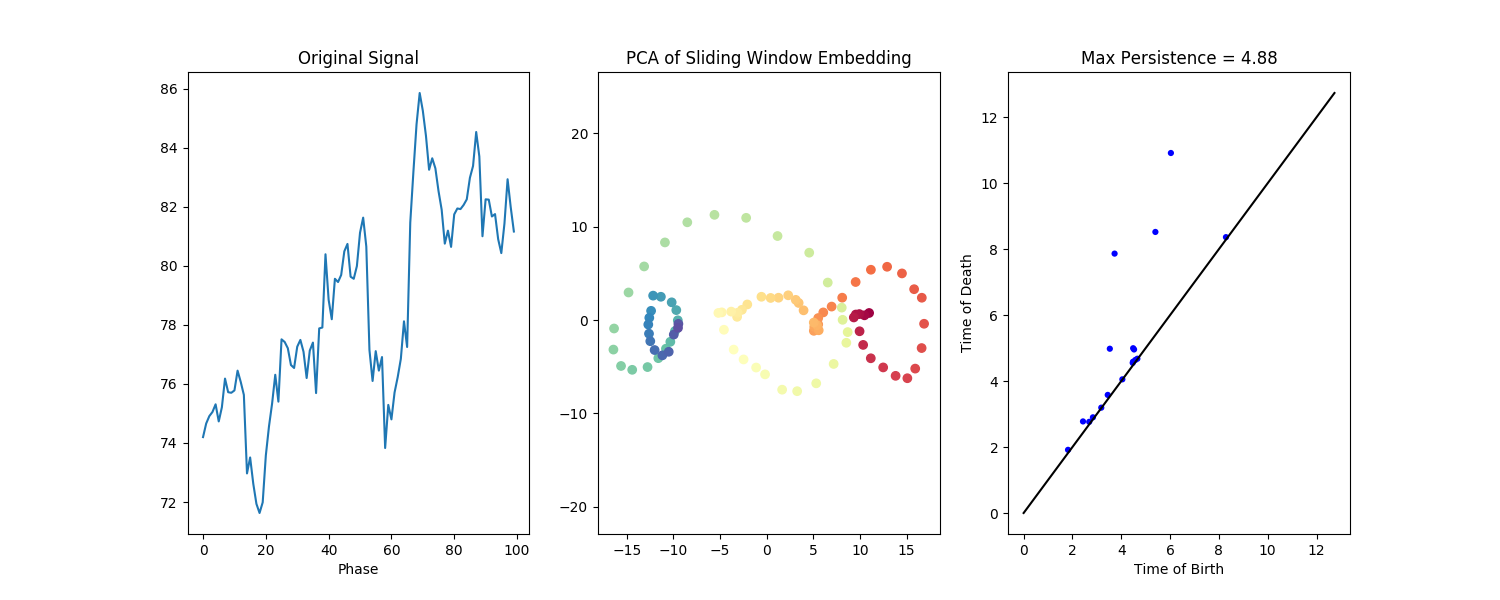 Original Signal
86
84
82
80
78
76
74
72
0 20 40 60 80 100
Phase
PCA of Sliding Window Embedding
20
10
0
−10
−20
−15 −10 −5 0 5 10 15
Max Persistence = 4.88
Time of Death
12
10
8
6
4
2
0
0 2 4 6 8 10 12
Time of Birth